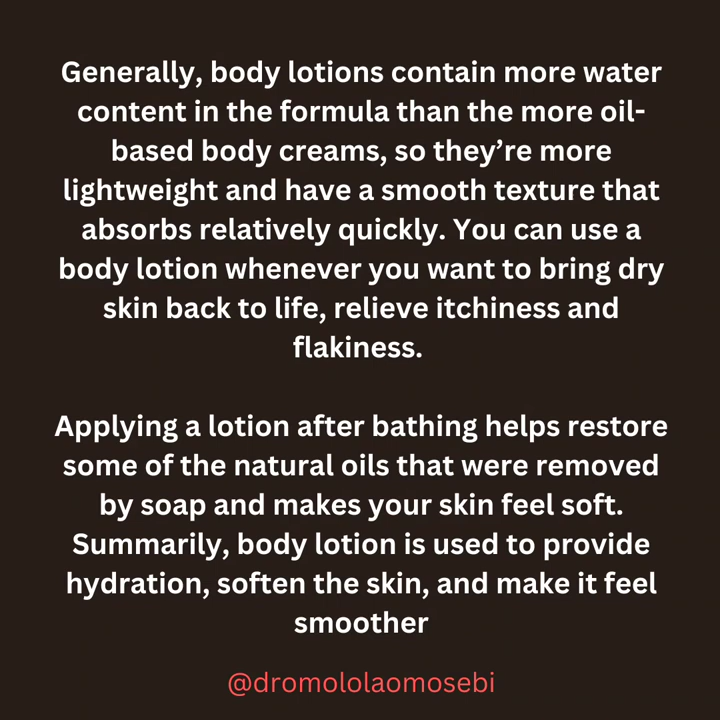 Generally, body lotions contain more water
content in the formula than the more oil-
based body creams, so they’re more
lightweight and have a smooth texture that
absorbs relatively quickly. You can use a
body lotion whenever you want to bring dry
skin back to life, relieve itchiness and
flakiness.
Applying a lotion after bathing helps restore
some of the natural oils that were removed
by soap and makes your skin feel soft.
Summarily, body lotion is used to provide
hydration, soften the skin, and make it feel
smoother
@dromololaomosebi